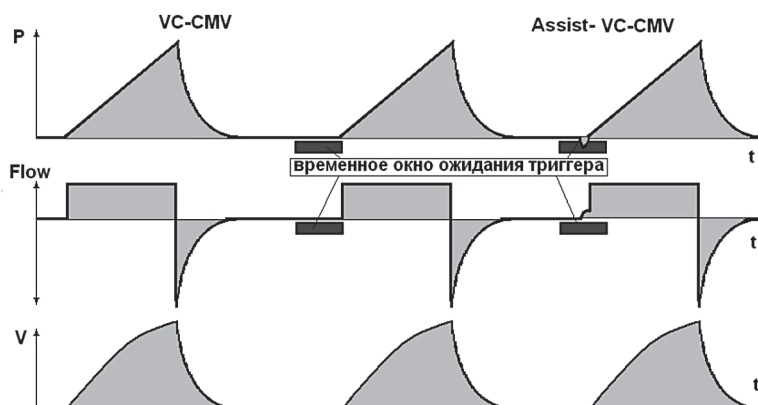 VC-CMV
Assist- VC-CMV
P
t
временное окно ожидания триггера
Flow
t
V
t